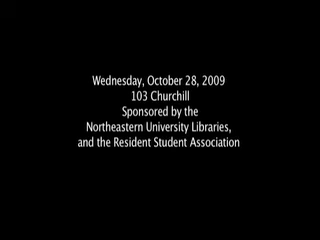 Wednesday, October 28, 2009
103 Churchill
Sponsored by the
Northeastern University Libraries,
and the Resident Student Association